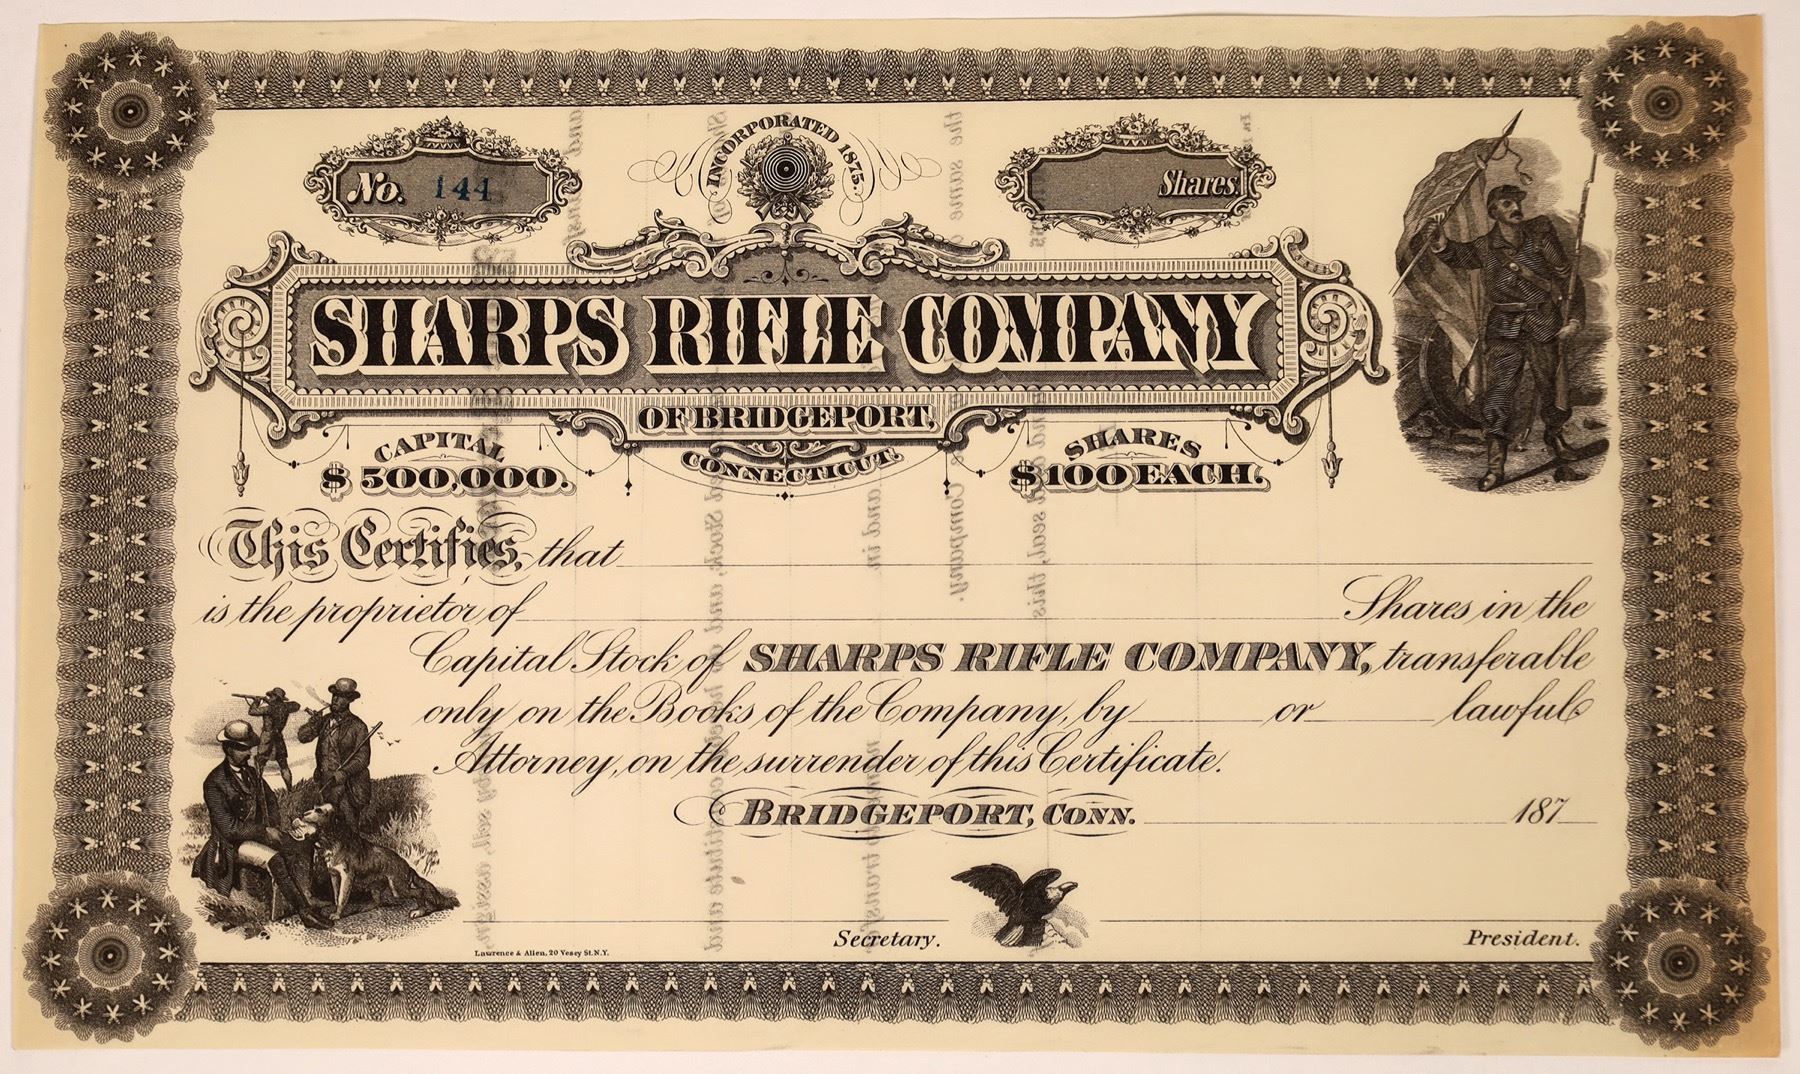 No. 144
INCORPORATED 1875.
Shares.
SHARPS RIFLE COMPANY
OF BRIDGEPORT,
CONNECTICUT.
CAPITAL
$500,000.
SHARES
$100 EACH.
This Certifies, that
is the proprietor of Shares in the
Capital Stock of SHARPS RIFLE COMPANY, transferable
only on the Books of the Company, by or lawful
Attorney, on the surrender of this Certificate.
BRIDGEPORT, CONN. 187
Secretary.
President.
Lawrence & Allen, 20 Vesey St. N.Y.